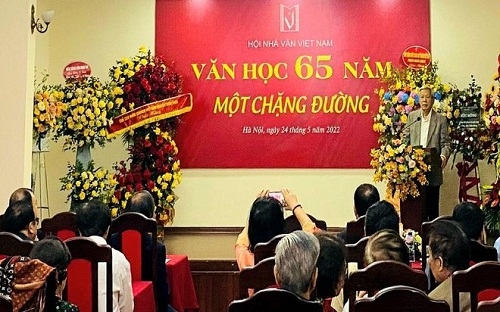 HỘI NHÀ VĂN VIỆT NAM
VĂN HỌC 65 NĂM
MỘT CHẶNG ĐƯỜNG
Hà Nội, ngày 24 tháng 5 năm 2022